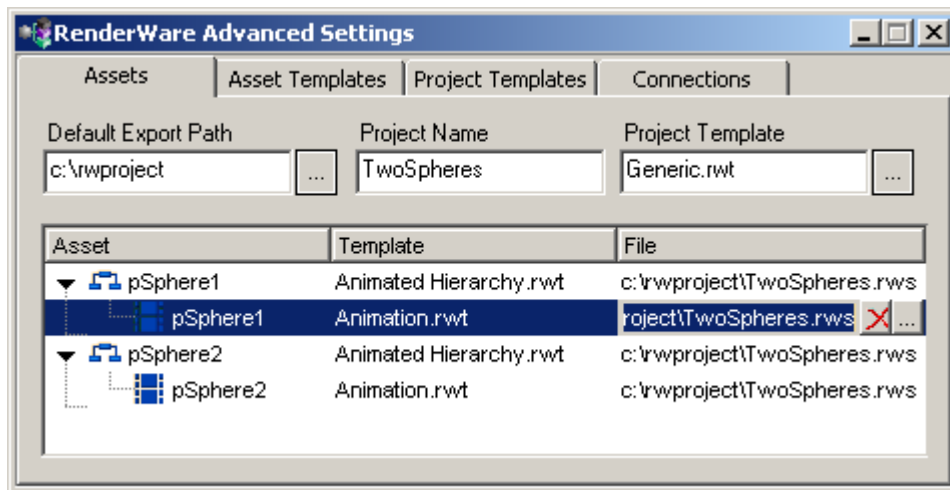 RenderWare Advanced Settings
Assets Asset Templates Project Templates Connections
Default Export Path Project Name Project Template
c:\rwproject ... TwoSpheres Generic.rwt ...
Asset Template File
pSphere1 Animated Hierarchy.rwt c:\rwproject\TwoSpheres.rws
pSphere1 Animation.rwt roject\TwoSpheres.rws ...
pSphere2 Animated Hierarchy.rwt c:\rwproject\TwoSpheres.rws
pSphere2 Animation.rwt c:\rwproject\TwoSpheres.rws